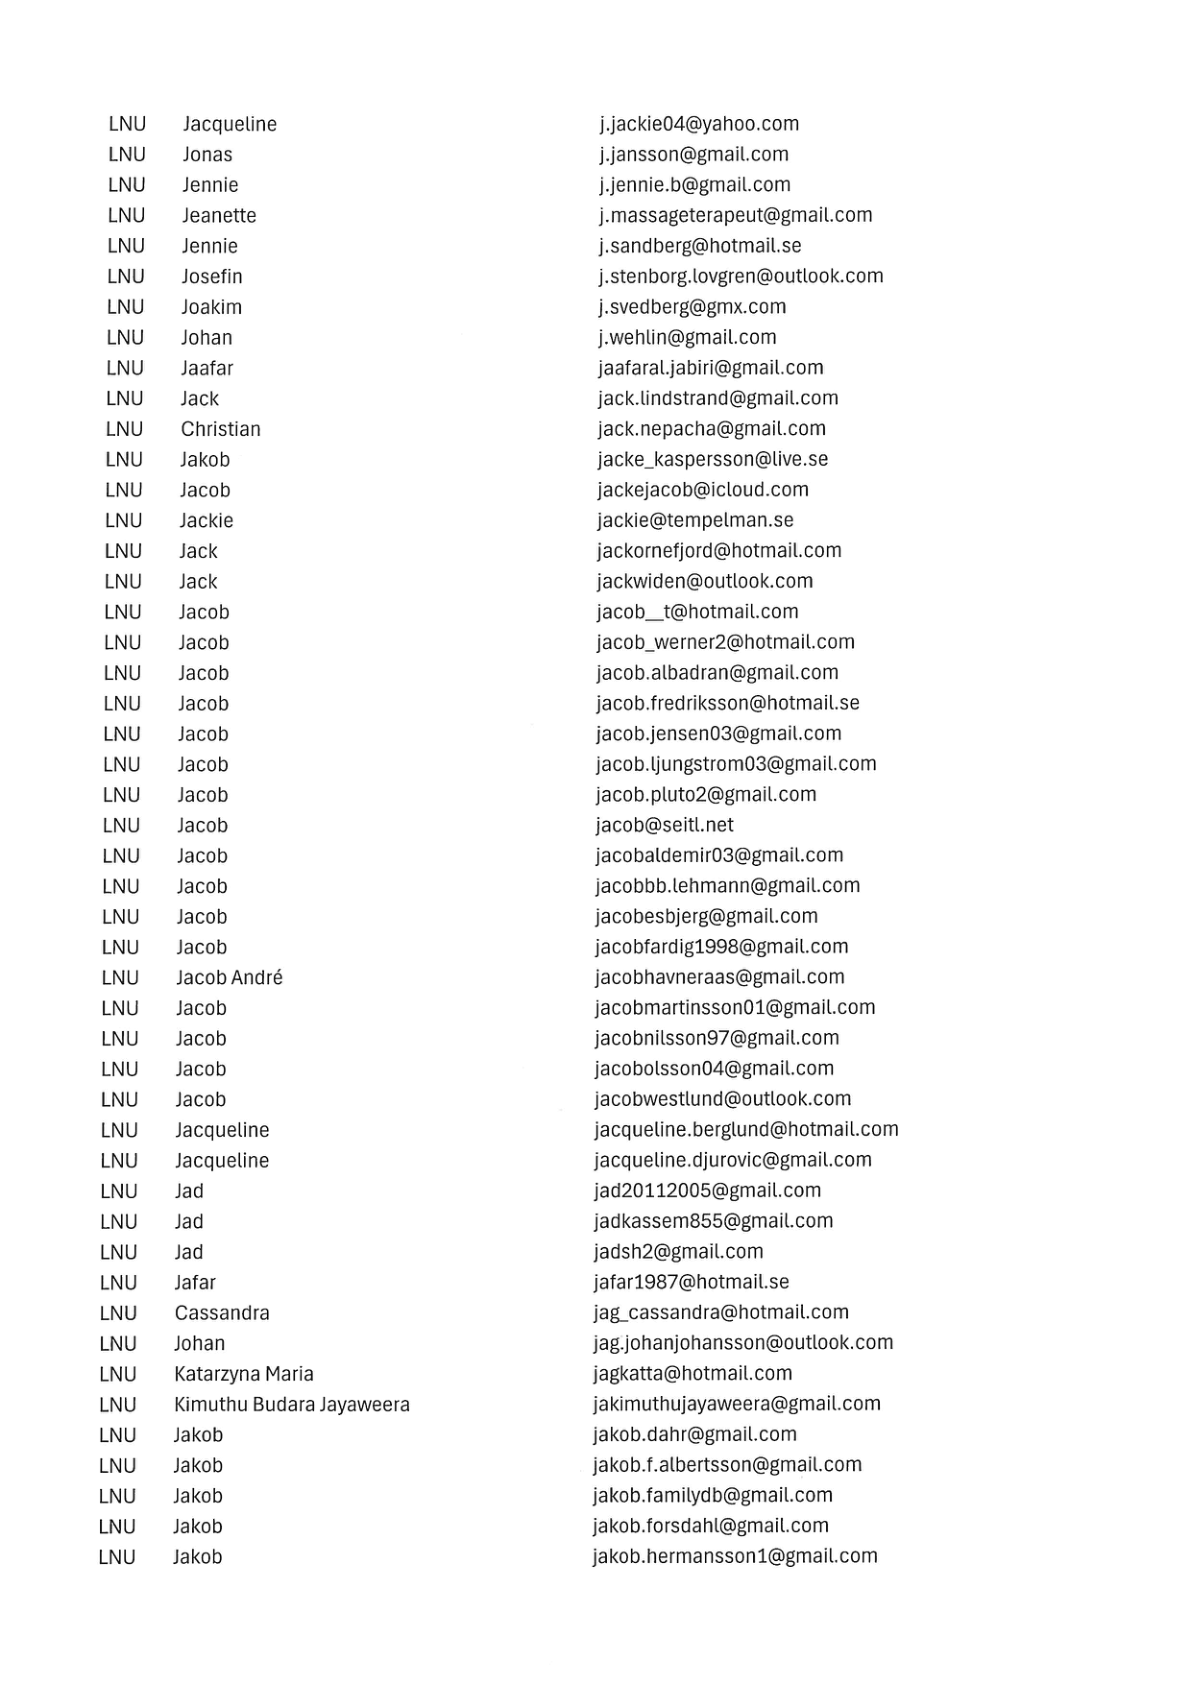 LNU Jacqueline j.jackie04@yahoo.com
LNU Jonas j.jansson@gmail.com
LNU Jennie j.jennie.b@gmail.com
LNU Jeanette j.massageterapeut@gmail.com
LNU Jennie j.sandberg@hotmail.se
LNU Josefin j.stenborg.lovgren@outlook.com
LNU Joakim j.svedberg@gmx.com
LNU Johan j.wehlin@gmail.com
LNU Jaafar jaafaral.jabiri@gmail.com
LNU Jack jack.lindstrand@gmail.com
LNU Christian jack.nepacha@gmail.com
LNU Jakob jacke_kaspersson@live.se
LNU Jacob jackejacob@icloud.com
LNU Jackie jackie@tempelman.se
LNU Jack jackornefjord@hotmail.com
LNU Jack jackwiden@outlook.com
LNU Jacob jacob__t@hotmail.com
LNU Jacob jacob_werner2@hotmail.com
LNU Jacob jacob.albadran@gmail.com
LNU Jacob jacob.fredriksson@hotmail.se
LNU Jacob jacob.jensen03@gmail.com
LNU Jacob jacob.ljungstrom03@gmail.com
LNU Jacob jacob.pluto2@gmail.com
LNU Jacob jacob@seitl.net
LNU Jacob jacobaldemir03@gmail.com
LNU Jacob jacobbb.lehmann@gmail.com
LNU Jacob jacobesbjerg@gmail.com
LNU Jacob jacobfardig1998@gmail.com
LNU Jacob André jacobhavneraas@gmail.com
LNU Jacob jacobmartinsson01@gmail.com
LNU Jacob jacobnilsson97@gmail.com
LNU Jacob jacobolsson04@gmail.com
LNU Jacob jacobwestlund@outlook.com
LNU Jacqueline jacqueline.berglund@hotmail.com
LNU Jacqueline jacqueline.djurovic@gmail.com
LNU Jad jad20112005@gmail.com
LNU Jad jadkassem855@gmail.com
LNU Jad jadsh2@gmail.com
LNU Jafar jafar1987@hotmail.se
LNU Cassandra jag_cassandra@hotmail.com
LNU Johan jag.johanjohansson@outlook.com
LNU Katarzyna Maria jagkatta@hotmail.com
LNU Kimuthu Budara Jayaweera jakimuthujayaweera@gmail.com
LNU Jakob jakob.dahr@gmail.com
LNU Jakob jakob.f.albertsson@gmail.com
LNU Jakob jakob.familydb@gmail.com
LNU Jakob jakob.forsdahl@gmail.com
LNU Jakob jakob.hermansson1@gmail.com